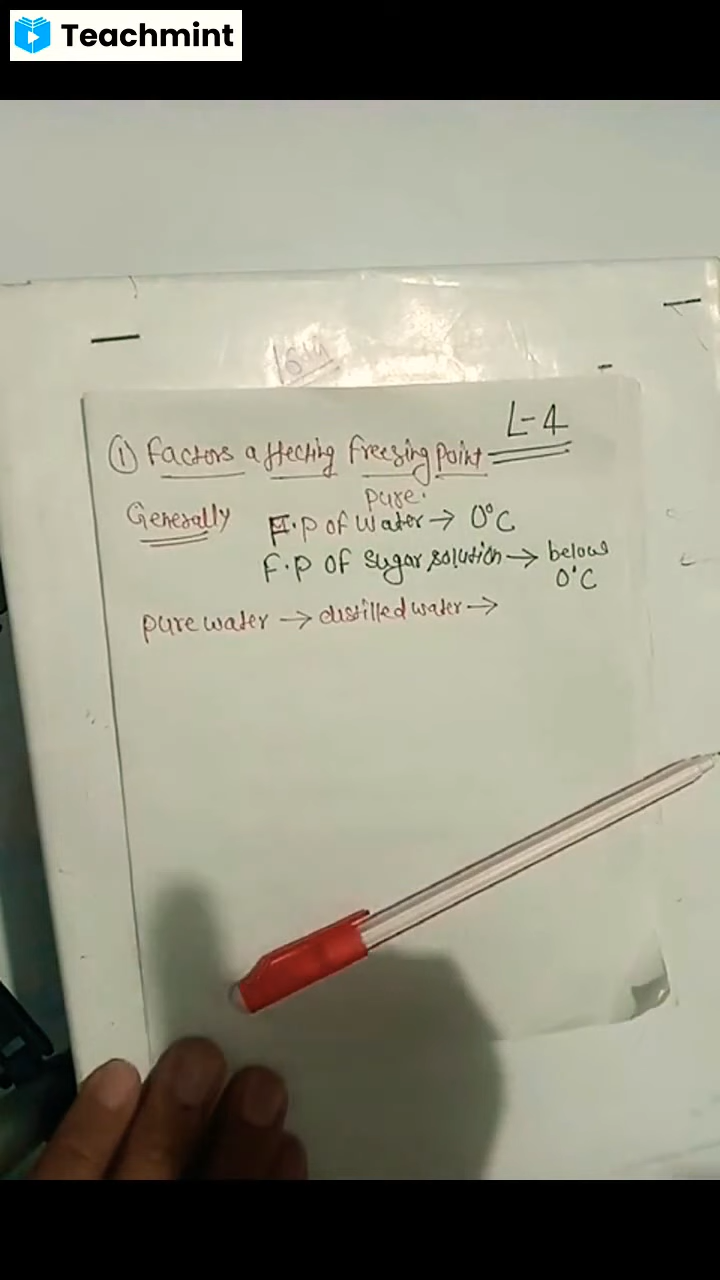 Teachmint
L-4
① Factors affecting freezing point
pure.
Generally F.p of water → 0°C
F.p of sugar solution → below
0°C
pure water → distilled water →